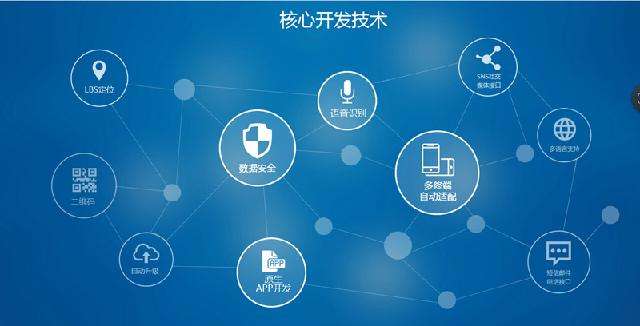 核心开发技术
SNS社交
媒体接口
LBS定位
语音识别
多语言支持
数据安全
多终端
自动适配
二维码
自动升级
APP
原生
APP开发
短信邮件